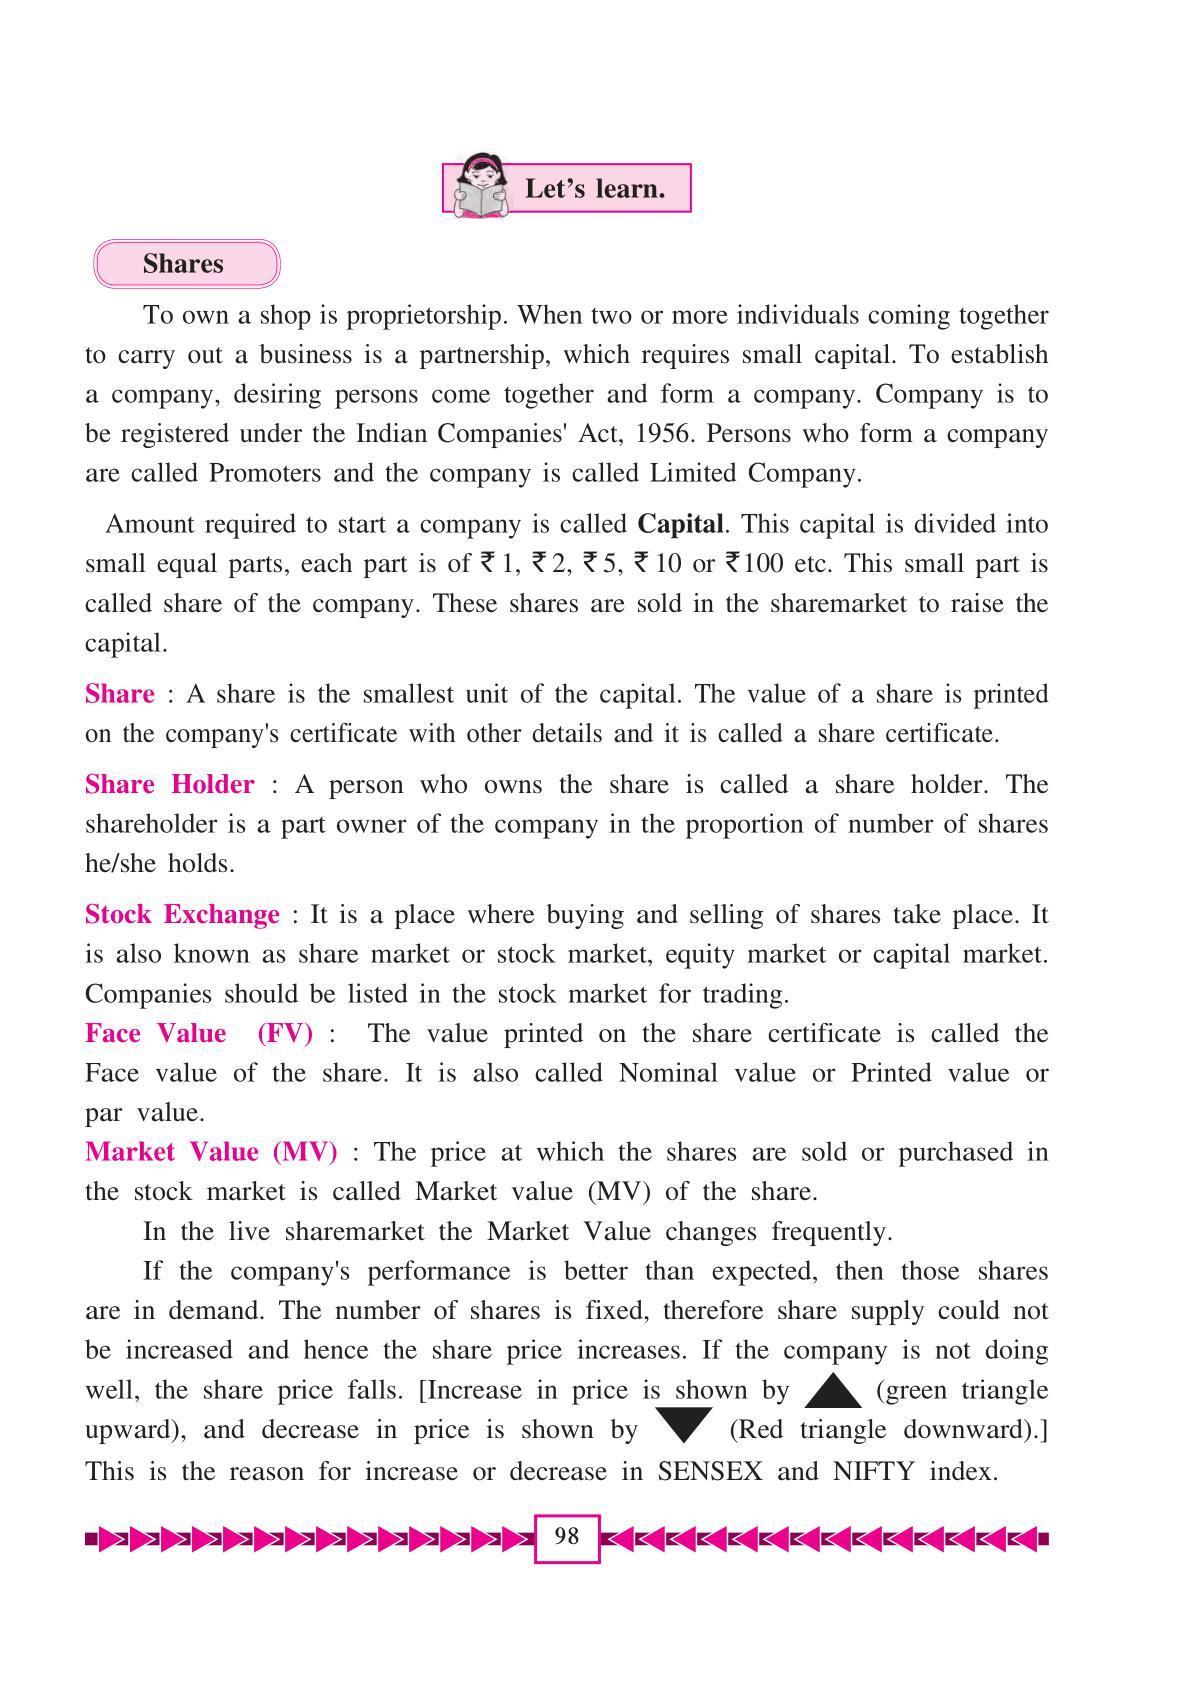 Let’s learn.
Shares
To own a shop is proprietorship. When two or more individuals coming together
to carry out a business is a partnership, which requires small capital. To establish
a company, desiring persons come together and form a company. Company is to
be registered under the Indian Companies' Act, 1956. Persons who form a company
are called Promoters and the company is called Limited Company.
Amount required to start a company is called Capital. This capital is divided into
small equal parts, each part is of ₹ 1, ₹ 2, ₹ 5, ₹ 10 or ₹100 etc. This small part is
called share of the company. These shares are sold in the sharemarket to raise the
capital.
Share : A share is the smallest unit of the capital. The value of a share is printed
on the company's certificate with other details and it is called a share certificate.
Share Holder : A person who owns the share is called a share holder. The
shareholder is a part owner of the company in the proportion of number of shares
he/she holds.
Stock Exchange : It is a place where buying and selling of shares take place. It
is also known as share market or stock market, equity market or capital market.
Companies should be listed in the stock market for trading.
Face Value (FV) : The value printed on the share certificate is called the
Face value of the share. It is also called Nominal value or Printed value or
par value.
Market Value (MV) : The price at which the shares are sold or purchased in
the stock market is called Market value (MV) of the share.
In the live sharemarket the Market Value changes frequently.
If the company's performance is better than expected, then those shares
are in demand. The number of shares is fixed, therefore share supply could not
be increased and hence the share price increases. If the company is not doing
well, the share price falls. [Increase in price is shown by ▲ (green triangle
upward), and decrease in price is shown by ▼ (Red triangle downward).]
This is the reason for increase or decrease in SENSEX and NIFTY index.
98